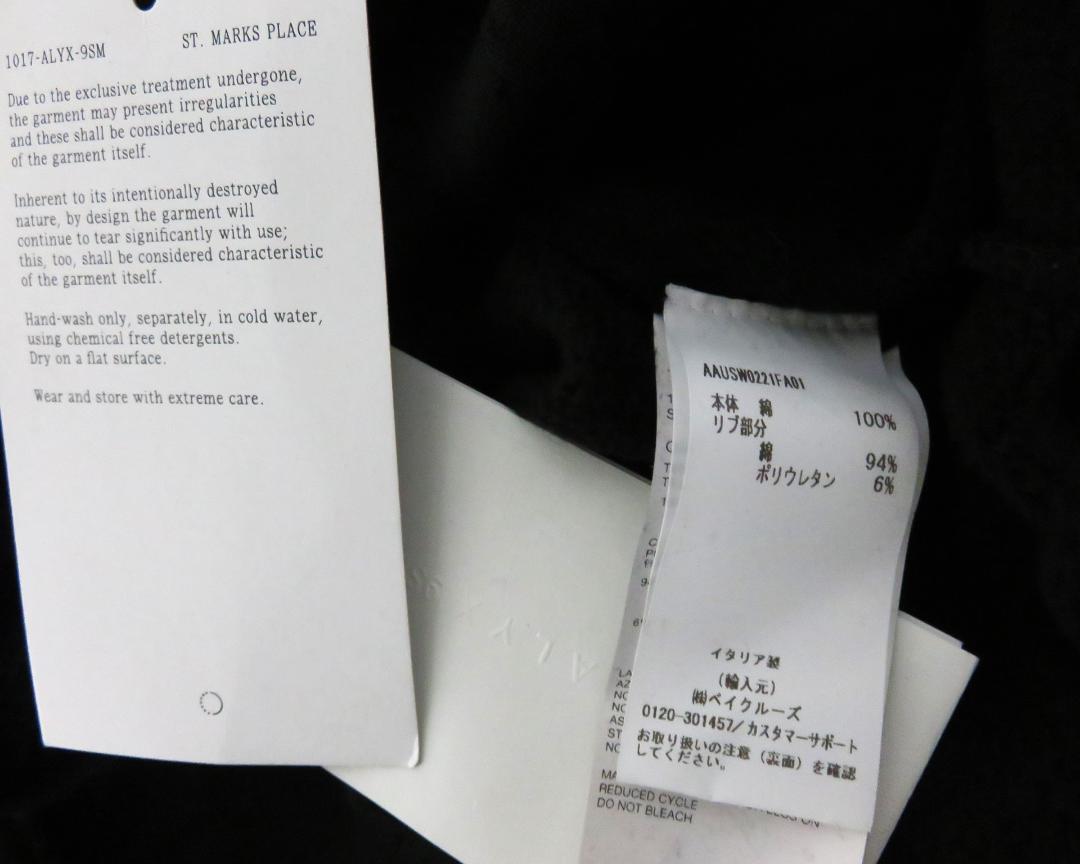 1017-ALYX-9SM
ST. MARKS PLACE
Due to the exclusive treatment undergone,
the garment may present irregularities
and these shall be considered characteristic
of the garment itself.
Inherent to its intentionally destroyed
nature, by design the garment will
continue to tear significantly with use;
this, too, shall be considered characteristic
of the garment itself.
Hand-wash only, separately, in cold water,
using chemical free detergents.
Dry on a flat surface.
Wear and store with extreme care.
ALYX
AAUSW0221FA01
本体 綿 100%
リブ部分
綿 94%
ポリウレタン 6%
イタリア製
(輸入元)
㈱ベイクルーズ
0120-301457/カスタマーサポート
お取り扱いの注意(裏面)を確認
してください。
REDUCED CYCLE
DO NOT BLEACH